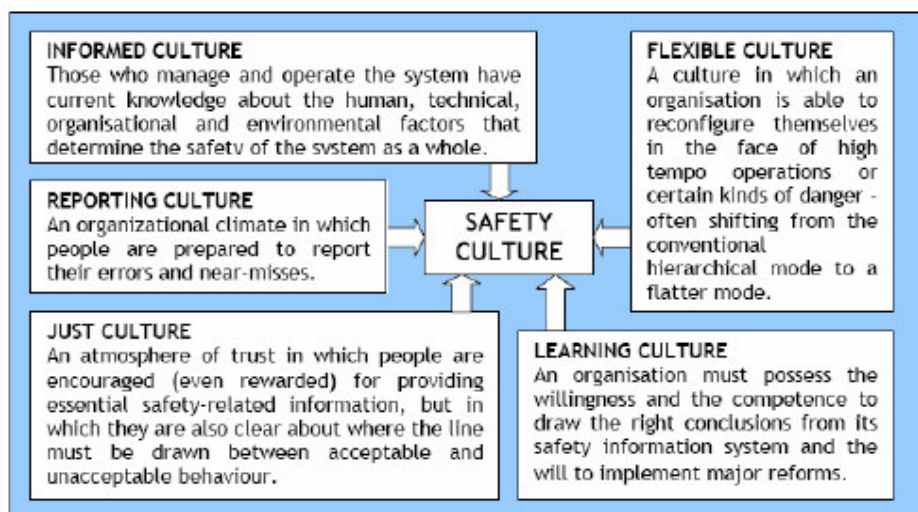 INFORMED CULTURE
Those who manage and operate the system have
current knowledge about the human, technical,
organisational and environmental factors that
determine the safety of the system as a whole.
FLEXIBLE CULTURE
A culture in which an
organisation is able to
reconfigure themselves
in the face of high
tempo operations or
certain kinds of danger -
often shifting from the
conventional
hierarchical mode to a
flatter mode.
REPORTING CULTURE
An organizational climate in which
people are prepared to report
their errors and near-misses.
SAFETY
CULTURE
JUST CULTURE
An atmosphere of trust in which people are
encouraged (even rewarded) for providing
essential safety-related information, but in
which they are also clear about where the line
must be drawn between acceptable and
unacceptable behaviour.
LEARNING CULTURE
An organisation must possess the
willingness and the competence to
draw the right conclusions from its
safety information system and the
will to implement major reforms.